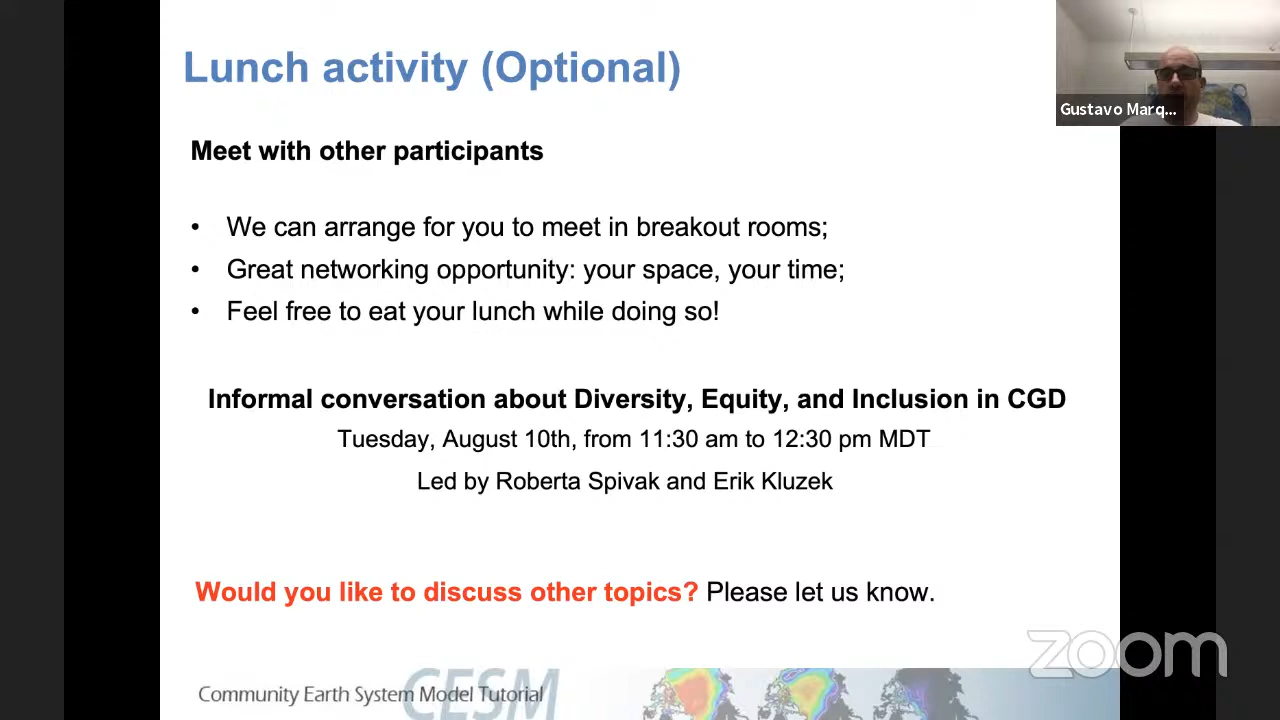 Lunch activity (Optional)
Gustavo Marq...
Meet with other participants
• We can arrange for you to meet in breakout rooms;
• Great networking opportunity: your space, your time;
• Feel free to eat your lunch while doing so!
Informal conversation about Diversity, Equity, and Inclusion in CGD
Tuesday, August 10th, from 11:30 am to 12:30 pm MDT
Led by Roberta Spivak and Erik Kluzek
Would you like to discuss other topics? Please let us know.
zoom
CESM
Community Earth System Model Tutorial